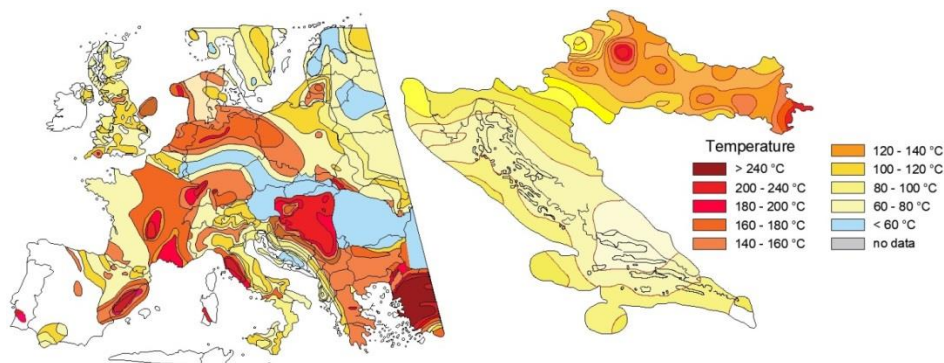 Temperature
> 240 °C
200 - 240 °C
180 - 200 °C
160 - 180 °C
140 - 160 °C
120 - 140 °C
100 - 120 °C
80 - 100 °C
60 - 80 °C
< 60 °C
no data